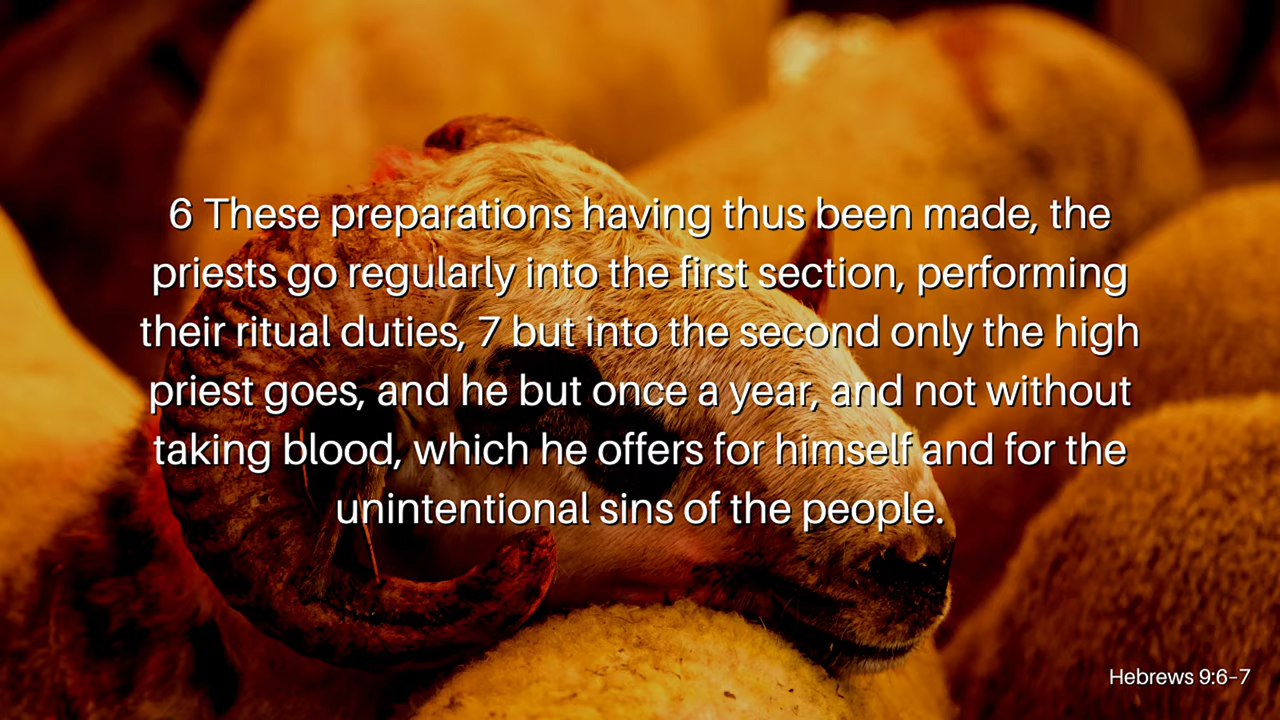 6 These preparations having thus been made, the
priests go regularly into the first section, performing
their ritual duties, 7 but into the second only the high
priest goes, and he but once a year, and not without
taking blood, which he offers for himself and for the
unintentional sins of the people.
Hebrews 9:6–7